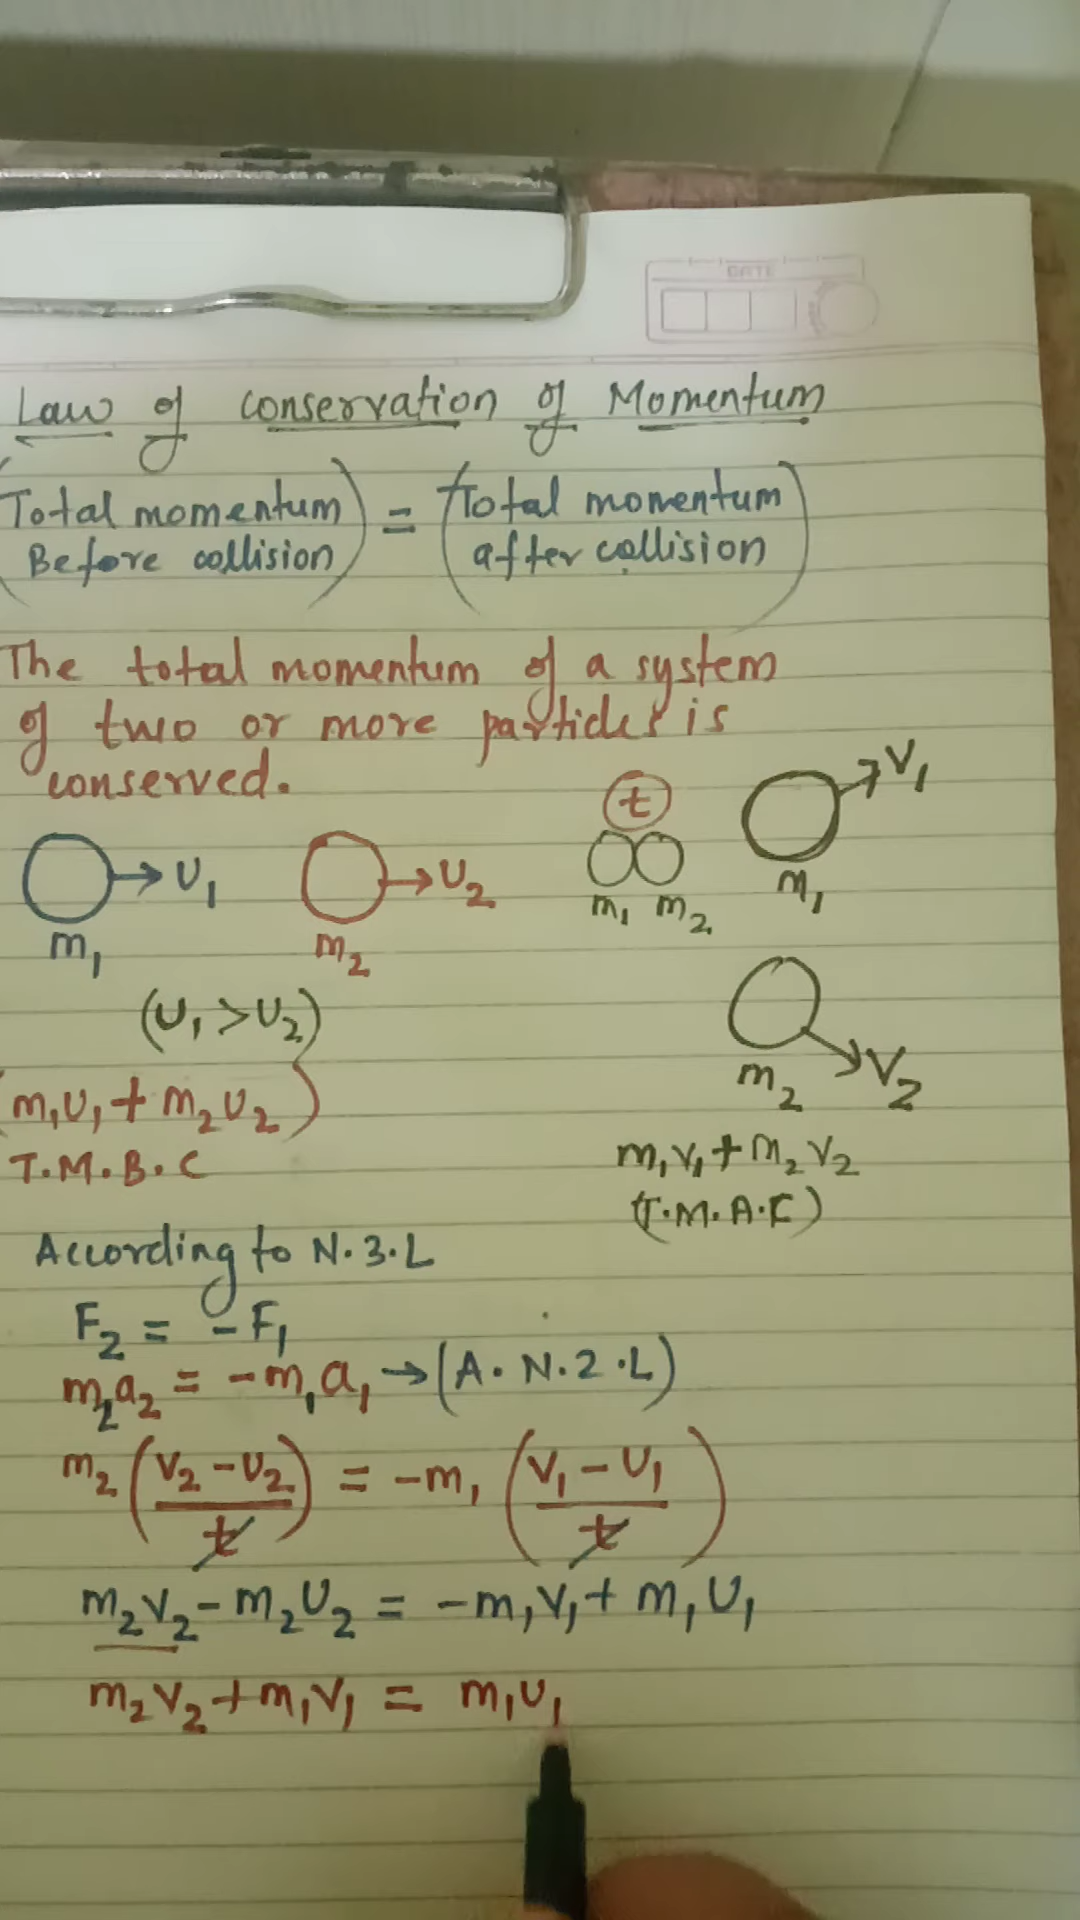 DATE
Law of conservation of Momentum
(Total momentum Before collision) = (Total momentum after collision)
The total momentum of a system
of two or more particles is
conserved.
m₁ → U₁
m₂ → U₂
t
m₁ m₂
m₁ → V₁
(U₁ > U₂)
m₂ → V₂
(m₁U₁ + m₂U₂)
T.M.B.C
m₁V₁ + m₂V₂
(T.M.A.C)
According to N.3.L
F₂ = -F₁
m₂a₂ = -m₁a₁ → (A.N.2.L)
m₂ (V₂ - U₂ / t) = -m₁ (V₁ - U₁ / t)
m₂V₂ - m₂U₂ = -m₁V₁ + m₁U₁
m₂V₂ + m₁V₁ = m₁U₁